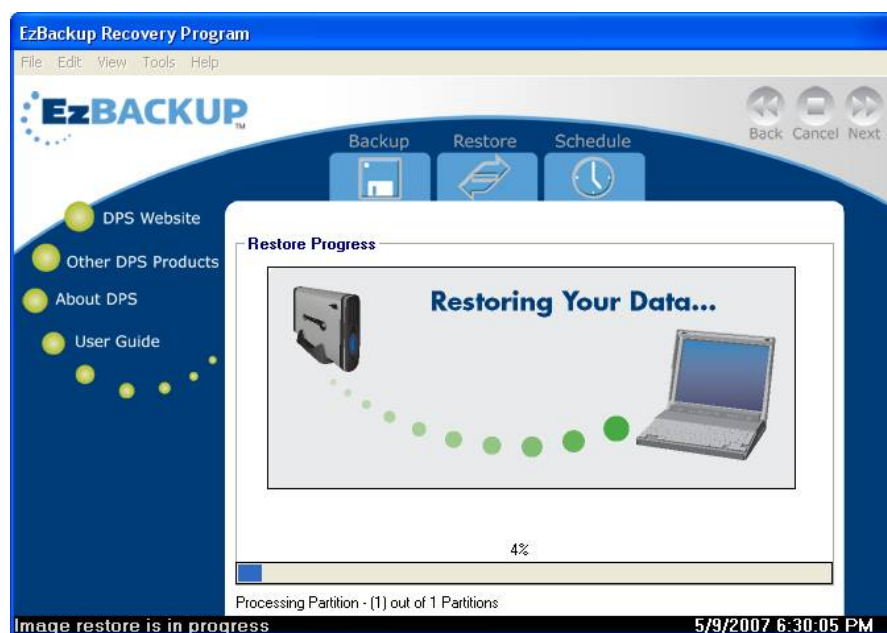 EzBackup Recovery Program
File Edit View Tools Help
EzBACKUP
TM
Back Cancel Next
Backup Restore Schedule
DPS Website
Other DPS Products
About DPS
User Guide
Restore Progress
Restoring Your Data...
4%
Processing Partition - (1) out of 1 Partitions
Image restore is in progress 5/9/2007 6:30:05 PM